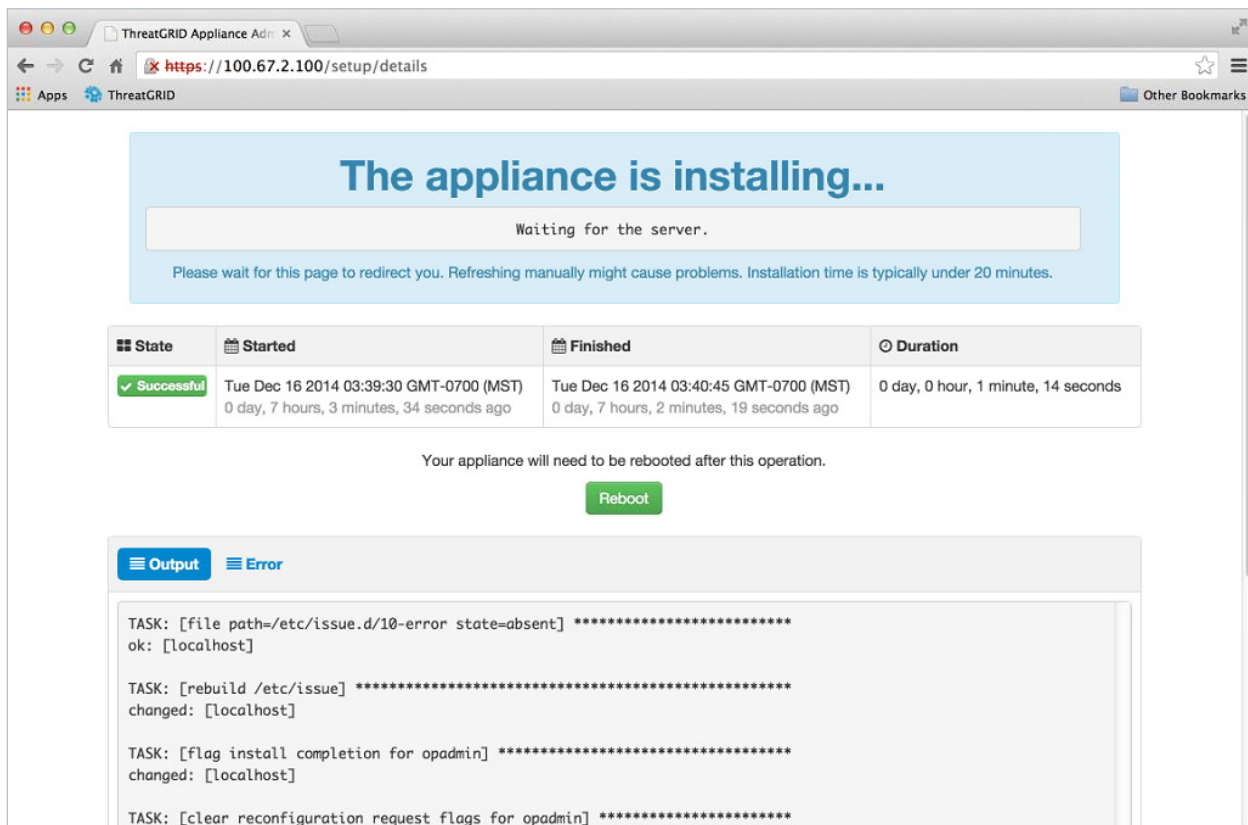 ThreatGRID Appliance Adm
https://100.67.2.100/setup/details
Apps ThreatGRID Other Bookmarks
The appliance is installing...
Waiting for the server.
Please wait for this page to redirect you. Refreshing manually might cause problems. Installation time is typically under 20 minutes.
State Started Finished Duration
Successful Tue Dec 16 2014 03:39:30 GMT-0700 (MST) Tue Dec 16 2014 03:40:45 GMT-0700 (MST) 0 day, 0 hour, 1 minute, 14 seconds
0 day, 7 hours, 3 minutes, 34 seconds ago 0 day, 7 hours, 2 minutes, 19 seconds ago
Your appliance will need to be rebooted after this operation.
Reboot
Output Error
TASK: [file path=/etc/issue.d/10-error state=absent] **************************
ok: [localhost]
TASK: [rebuild /etc/issue] ****************************************************
changed: [localhost]
TASK: [flag install completion for opadmin] ***********************************
changed: [localhost]
TASK: [clear reconfiguration request flags for opadmin] ***********************